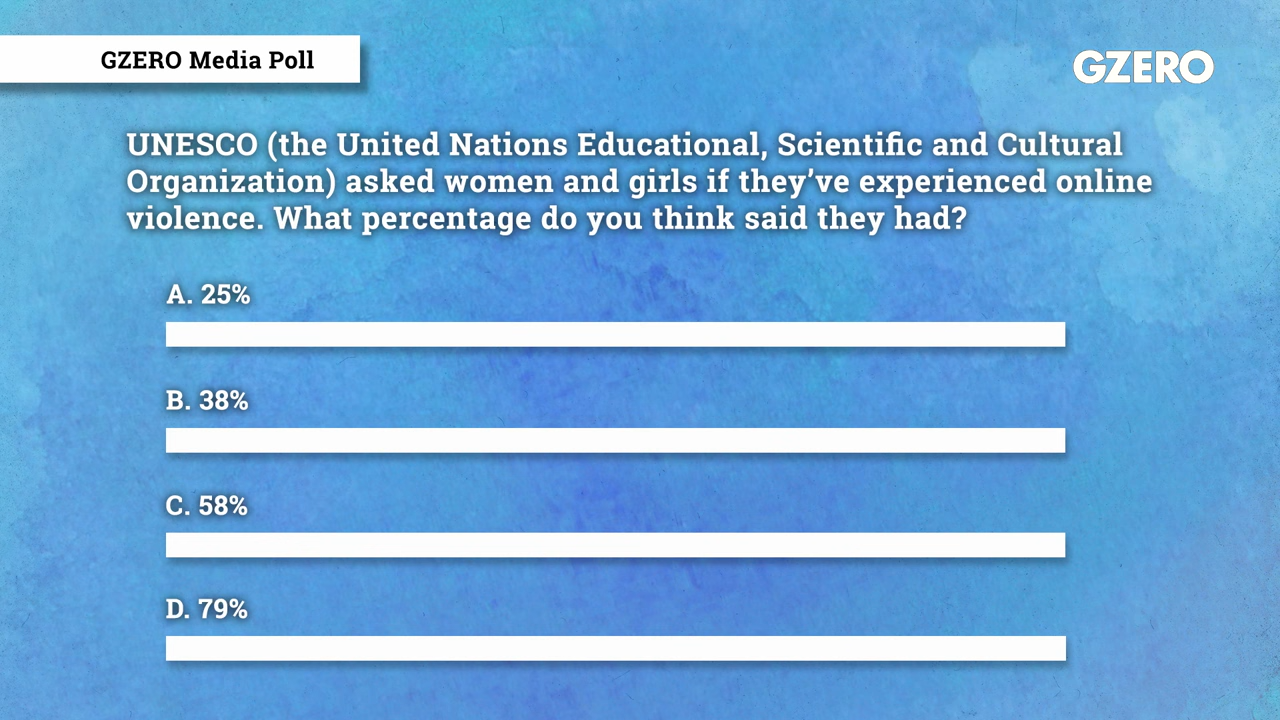 GZERO Media Poll
GZERO
UNESCO (the United Nations Educational, Scientific and Cultural
Organization) asked women and girls if they’ve experienced online
violence. What percentage do you think said they had?
A. 25%
B. 38%
C. 58%
D. 79%